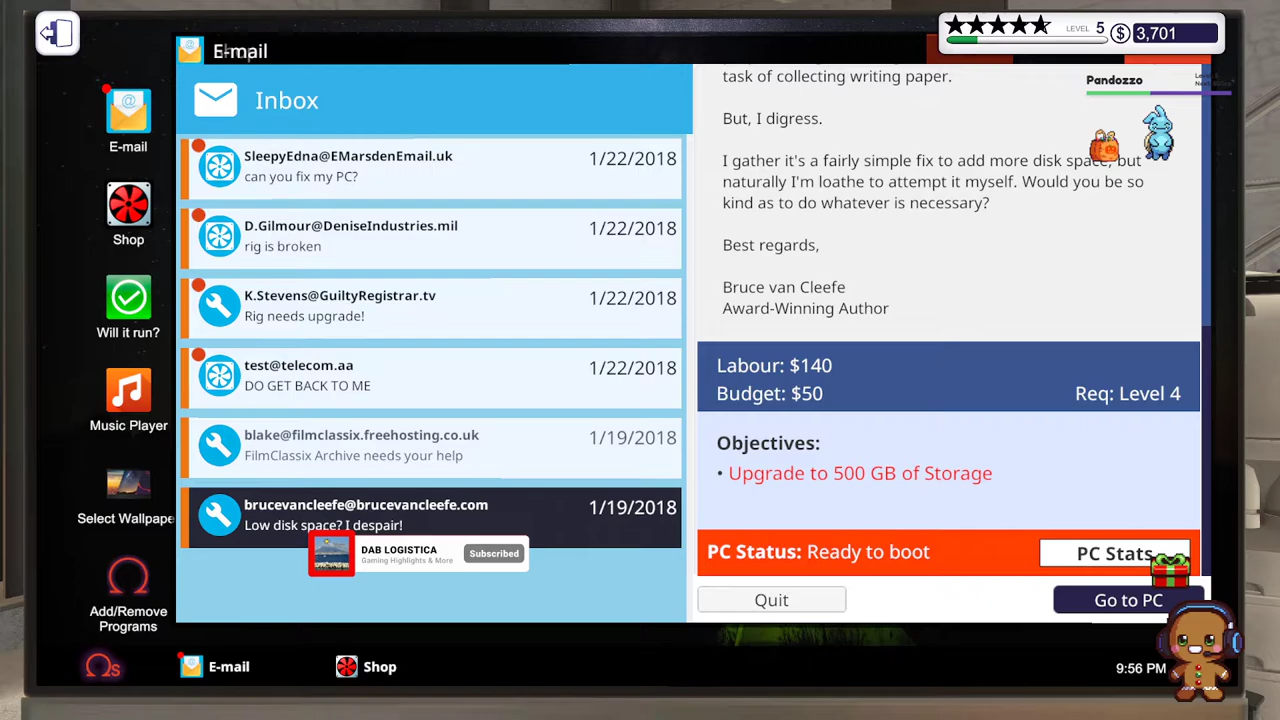 E-mail
LEVEL 5
$ 3,701
Pandozzo
E-mail
Shop
Will it run?
Music Player
Select Wallpape
Add/Remove
Programs
Inbox
SleepyEdna@EMarsdenEmail.uk
1/22/2018
can you fix my PC?
D.Gilmour@DeniseIndustries.mil
1/22/2018
rig is broken
K.Stevens@GuiltyRegistrar.tv
1/22/2018
Rig needs upgrade!
test@telecom.aa
1/22/2018
DO GET BACK TO ME
blake@filmclassix.freehosting.co.uk
1/19/2018
FilmClassix Archive needs your help
brucevancleefe@brucevancleefe.com
1/19/2018
Low disk space? I despair!
DAB LOGISTICA
Gaming Highlights & More
Subscribed
task of collecting writing paper.
But, I digress.
I gather it's a fairly simple fix to add more disk space, but
naturally I'm loathe to attempt it myself. Would you be so
kind as to do whatever is necessary?
Best regards,
Bruce van Cleefe
Award-Winning Author
Labour: $140
Budget: $50
Req: Level 4
Objectives:
• Upgrade to 500 GB of Storage
PC Status: Ready to boot
PC Stats
Quit
Go to PC
Ωs
E-mail
Shop
9:56 PM